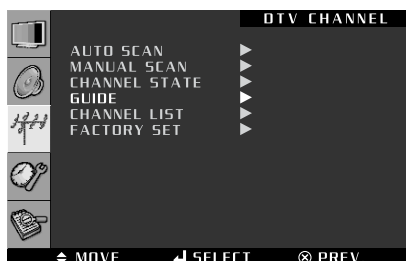 DTV CHANNEL
AUTO SCAN
MANUAL SCAN
CHANNEL STATE
GUIDE
CHANNEL LIST
FACTORY SET
MOVE SELECT PREV